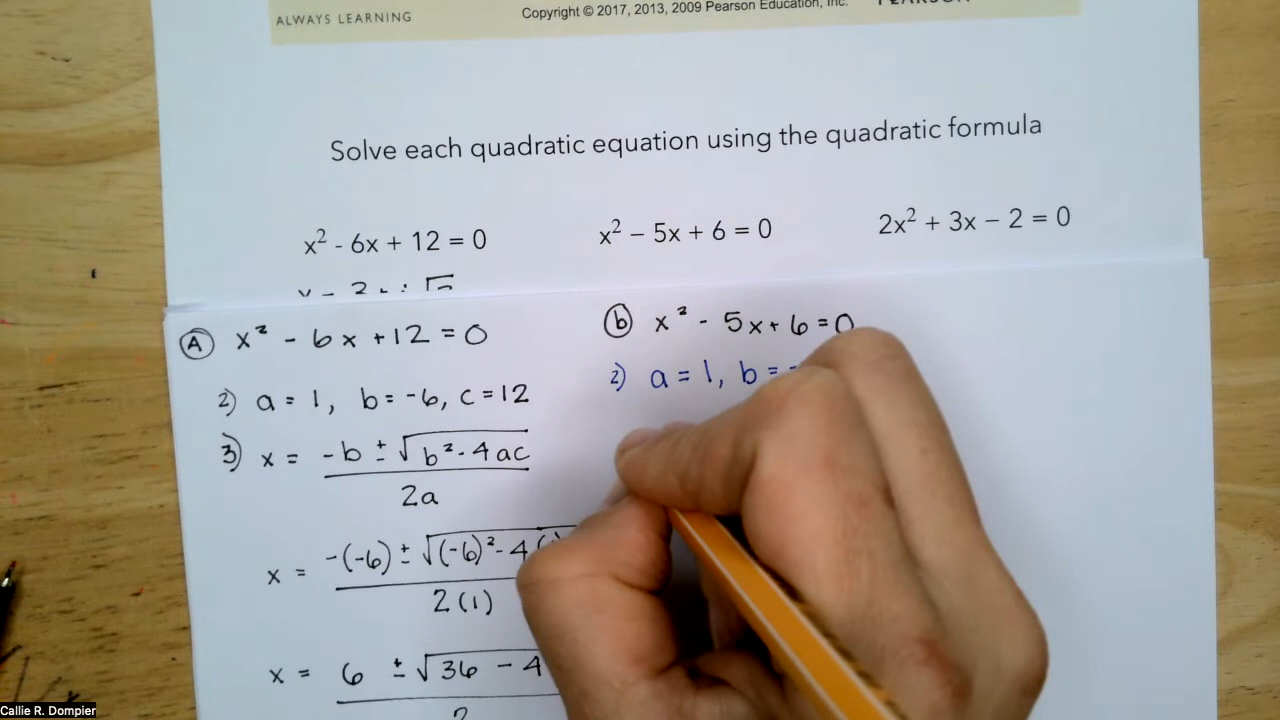 ALWAYS LEARNING
Copyright © 2017, 2013, 2009 Pearson Education, Inc.
Solve each quadratic equation using the quadratic formula
x² - 6x + 12 = 0
x² – 5x + 6 = 0
2x² + 3x – 2 = 0
A x² - 6x + 12 = 0
2) a = 1, b = -6, c = 12
3) x = -b ± √b² - 4ac
2a
x = -(-6) ± √(-6)² - 4(
2(1)
x = 6 ± √36 - 4
2
b x² - 5x + 6 = 0
2) a = 1, b = -
Callie R. Dompier